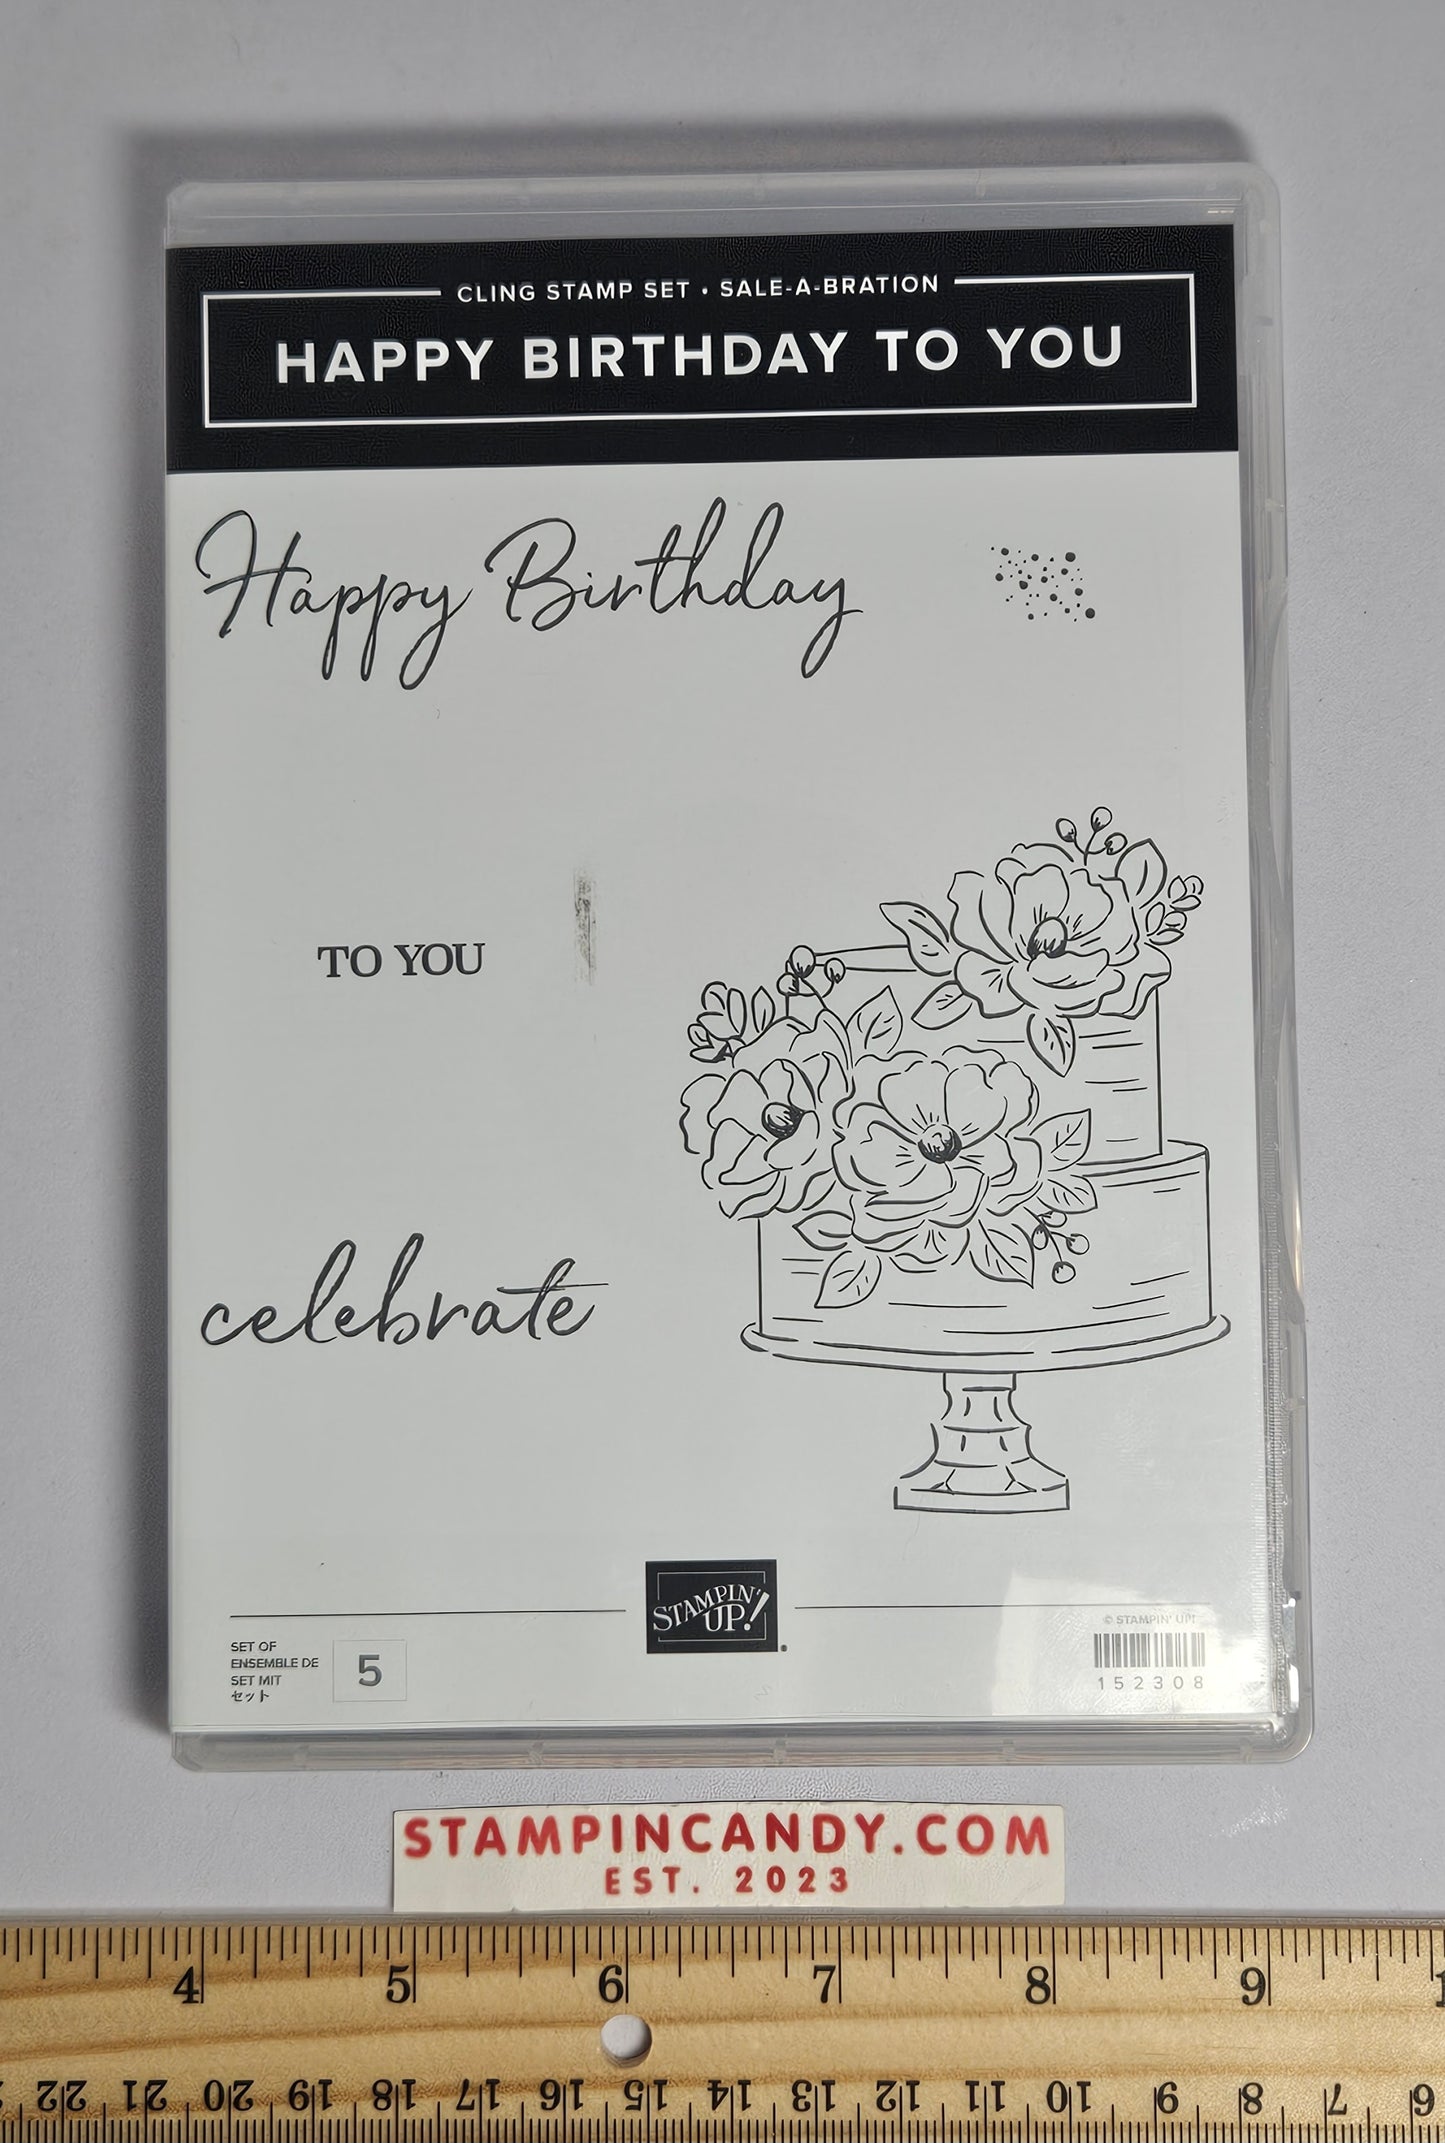 CLING STAMP SET • SALE-A-BRATION
HAPPY BIRTHDAY TO YOU
Happy Birthday
TO YOU
celebrate
STAMPIN' UP!®
© STAMPIN' UP!
SET OF
ENSEMBLE DE
SET MIT
セット
5
152308
STAMPINCANDY.COM
EST. 2023
4 5 6 7 8 9 1
22 21 20 19 18 17 16 15 14 13 12 11 10 9 8 7 6